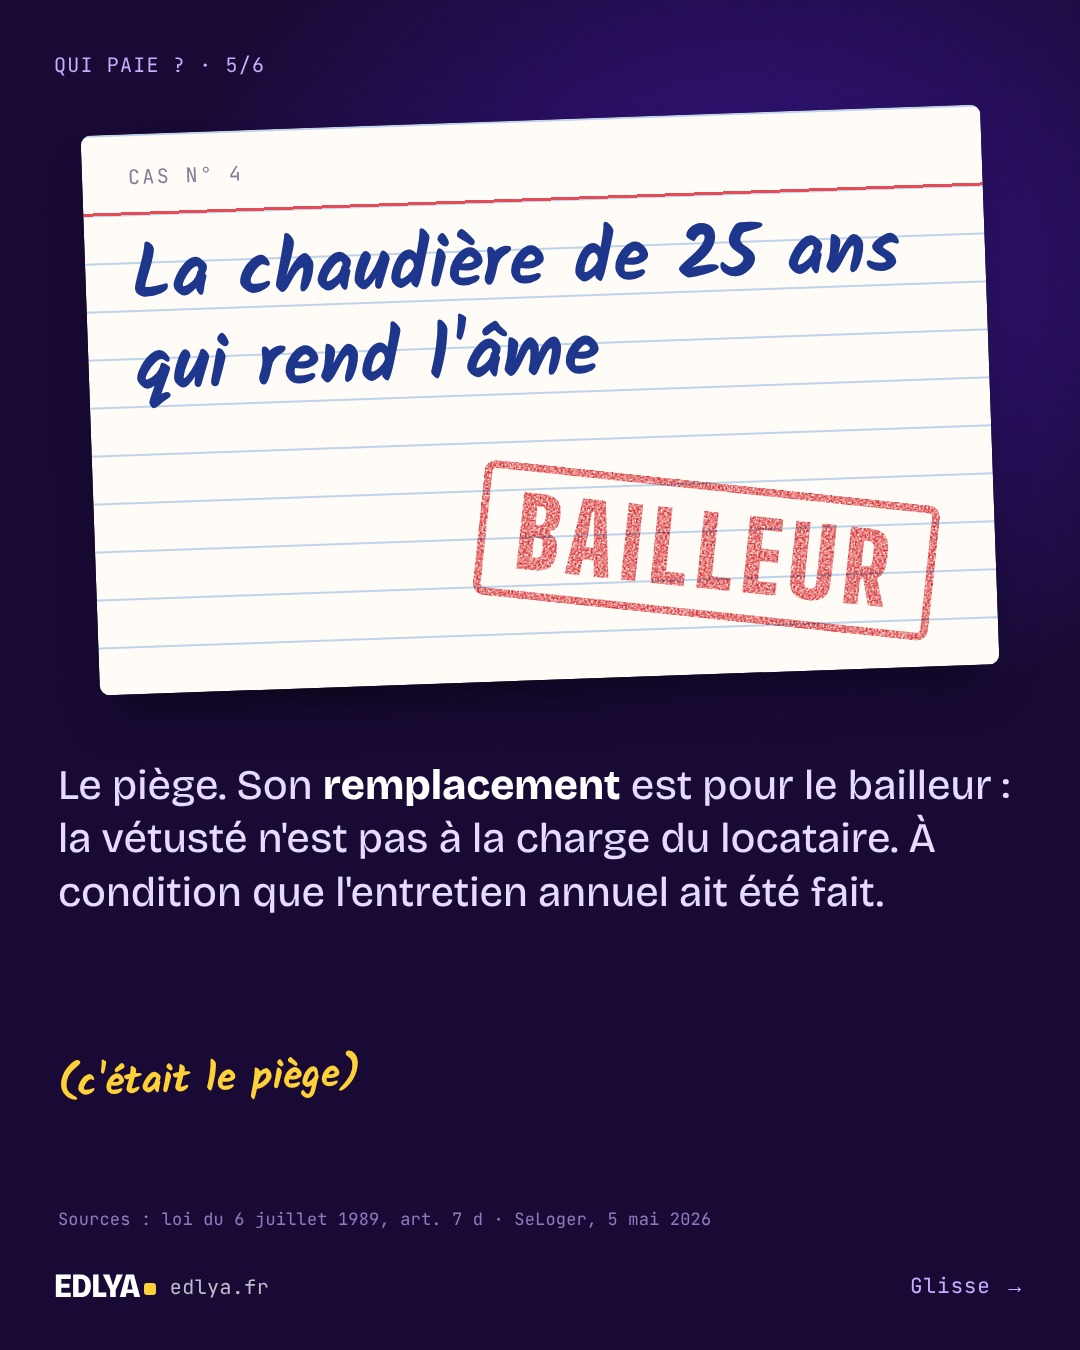 QUI PAIE ? · 5/6
CAS N° 4
La chaudière de 25 ans
qui rend l'âme
BAILLEUR
Le piège. Son remplacement est pour le bailleur :
la vétusté n'est pas à la charge du locataire. À
condition que l'entretien annuel ait été fait.
(c'était le piège)
Sources : loi du 6 juillet 1989, art. 7 d · SeLoger, 5 mai 2026
EDLYA edlya.fr
Glisse →